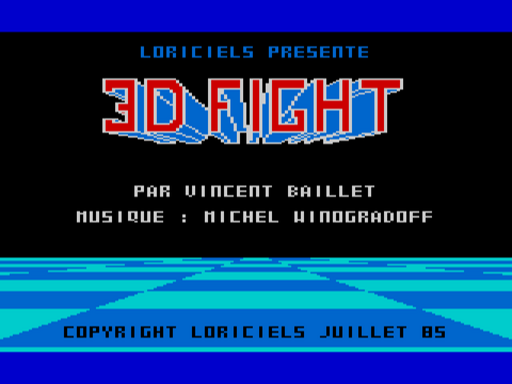 LORICIELS PRESENTE
3D FIGHT
PAR VINCENT BAILLET
MUSIQUE : MICHEL WINOGRADOFF
COPYRIGHT LORICIELS JUILLET 85